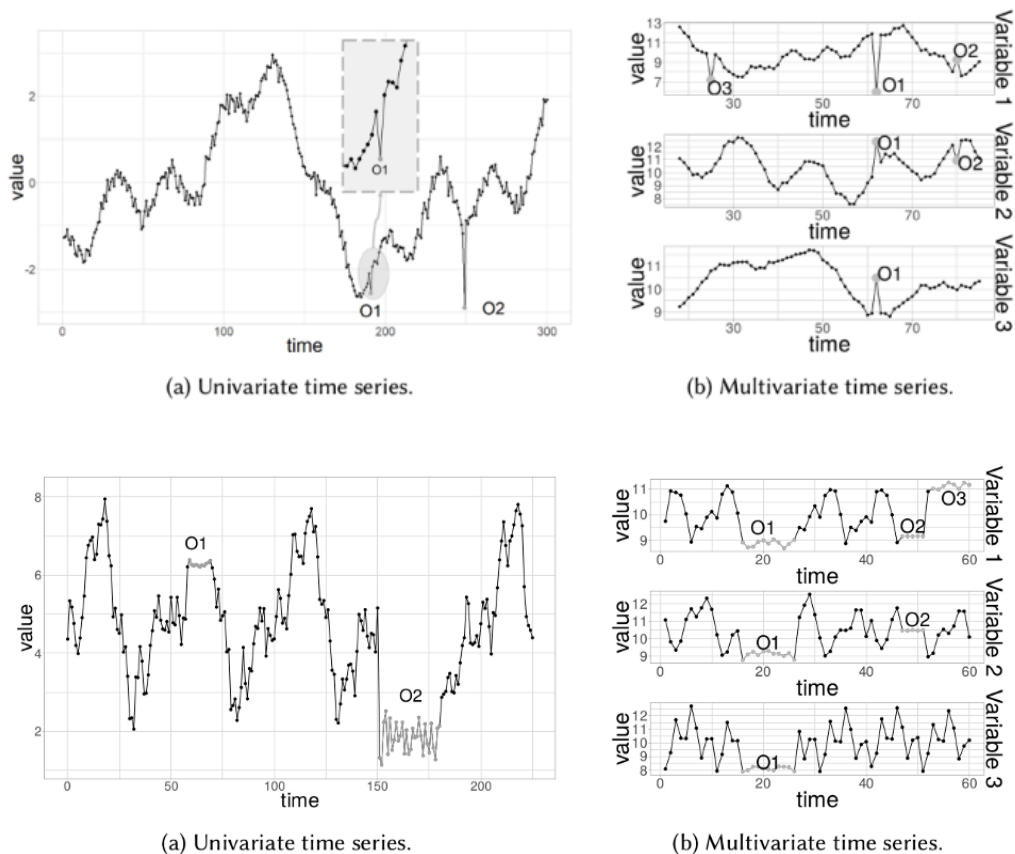 2
0
-2
value
O1
O1
O2
0
100
200
300
time
(a) Univariate time series.
13
11
9
7
value
O3
O1
O2
30
50
70
time
Variable 1
12
11
10
9
8
value
O1
O2
30
50
70
time
Variable 2
11
10
9
value
O1
30
50
70
time
Variable 3
(b) Multivariate time series.
8
6
4
2
value
O1
O2
0
50
75
100
125
150
175
200
time
(a) Univariate time series.
11
10
9
value
O1
O2
O3
0
20
40
60
time
Variable 1
12
11
10
9
value
O1
O2
0
20
40
60
time
Variable 2
12
11
10
9
8
value
O1
0
20
40
60
time
Variable 3
(b) Multivariate time series.